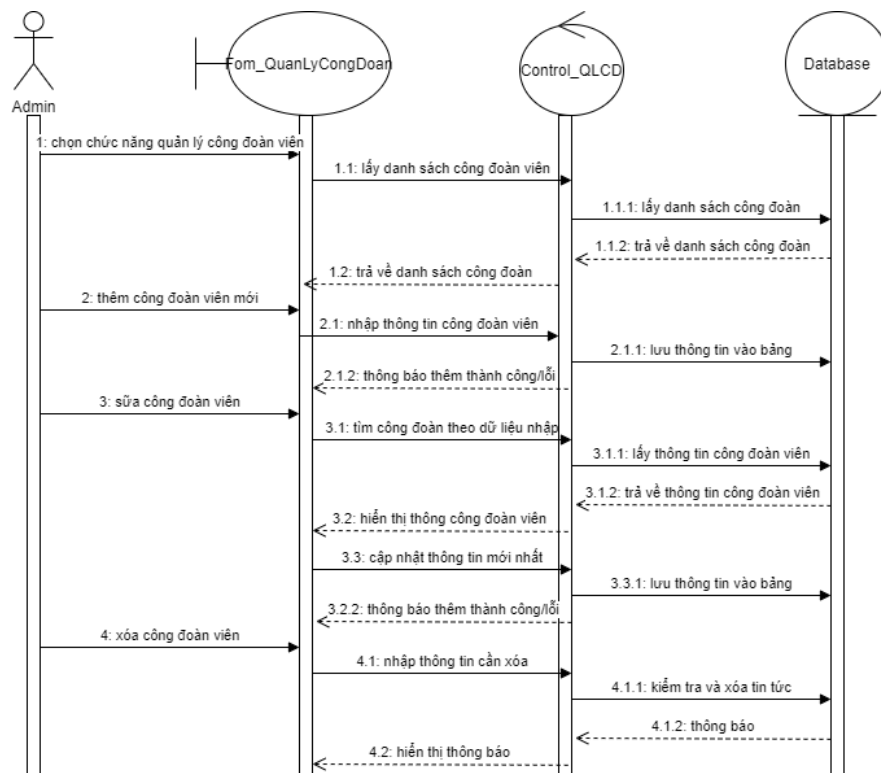 Admin
Fom_QuanLyCongDoan
Control_QLCD
Database
1: chọn chức năng quản lý công đoàn viên
1.1: lấy danh sách công đoàn viên
1.1.1: lấy danh sách công đoàn
1.1.2: trả về danh sách công đoàn
1.2: trả về danh sách công đoàn
2: thêm công đoàn viên mới
2.1: nhập thông tin công đoàn viên
2.1.1: lưu thông tin vào bảng
2.1.2: thông báo thêm thành công/lỗi
3: sữa công đoàn viên
3.1: tìm công đoàn theo dữ liệu nhập
3.1.1: lấy thông tin công đoàn viên
3.1.2: trả về thông tin công đoàn viên
3.2: hiển thị thông công đoàn viên
3.3: cập nhật thông tin mới nhất
3.3.1: lưu thông tin vào bảng
3.2.2: thông báo thêm thành công/lỗi
4: xóa công đoàn viên
4.1: nhập thông tin cần xóa
4.1.1: kiểm tra và xóa tin tức
4.1.2: thông báo
4.2: hiển thị thông báo